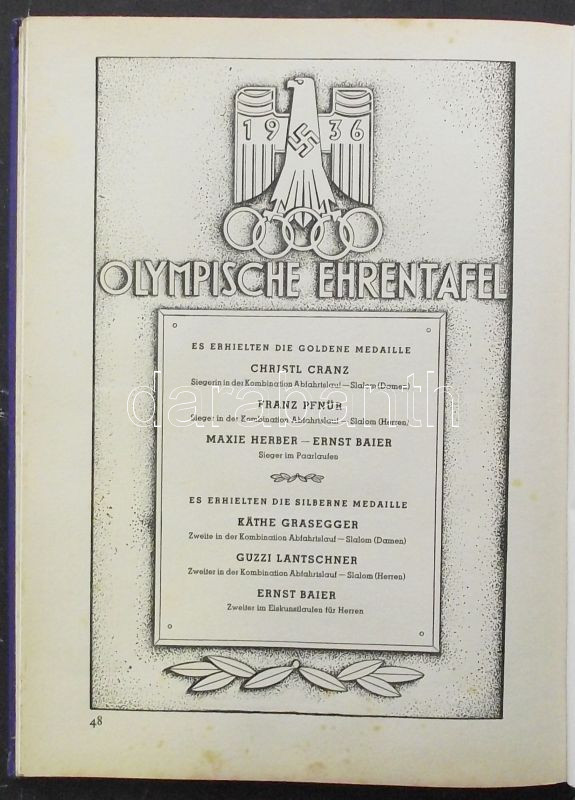 1936
OLYMPISCHE EHRENTAFEL
ES ERHIELTEN DIE GOLDENE MEDAILLE
CHRISTL CRANZ
Siegerin in der Kombination Abfahrtslauf — Slalom (Damen)
FRANZ PFNÜR
Sieger in der Kombination Abfahrtslauf — Slalom (Herren)
darabanth
MAXIE HERBER — ERNST BAIER
Sieger im Paarlaufen
ES ERHIELTEN DIE SILBERNE MEDAILLE
KÄTHE GRASEGGER
Zweite in der Kombination Abfahrtslauf — Slalom (Damen)
GUZZI LANTSCHNER
Zweiter in der Kombination Abfahrtslauf — Slalom (Herren)
ERNST BAIER
Zweiter im Eiskunstlaufen für Herren
48